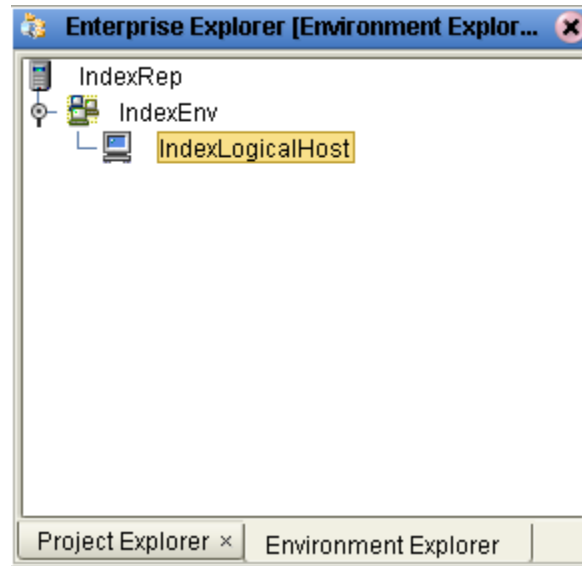 Enterprise Explorer [Environment Explor...
IndexRep
IndexEnv
IndexLogicalHost
Project Explorer × Environment Explorer